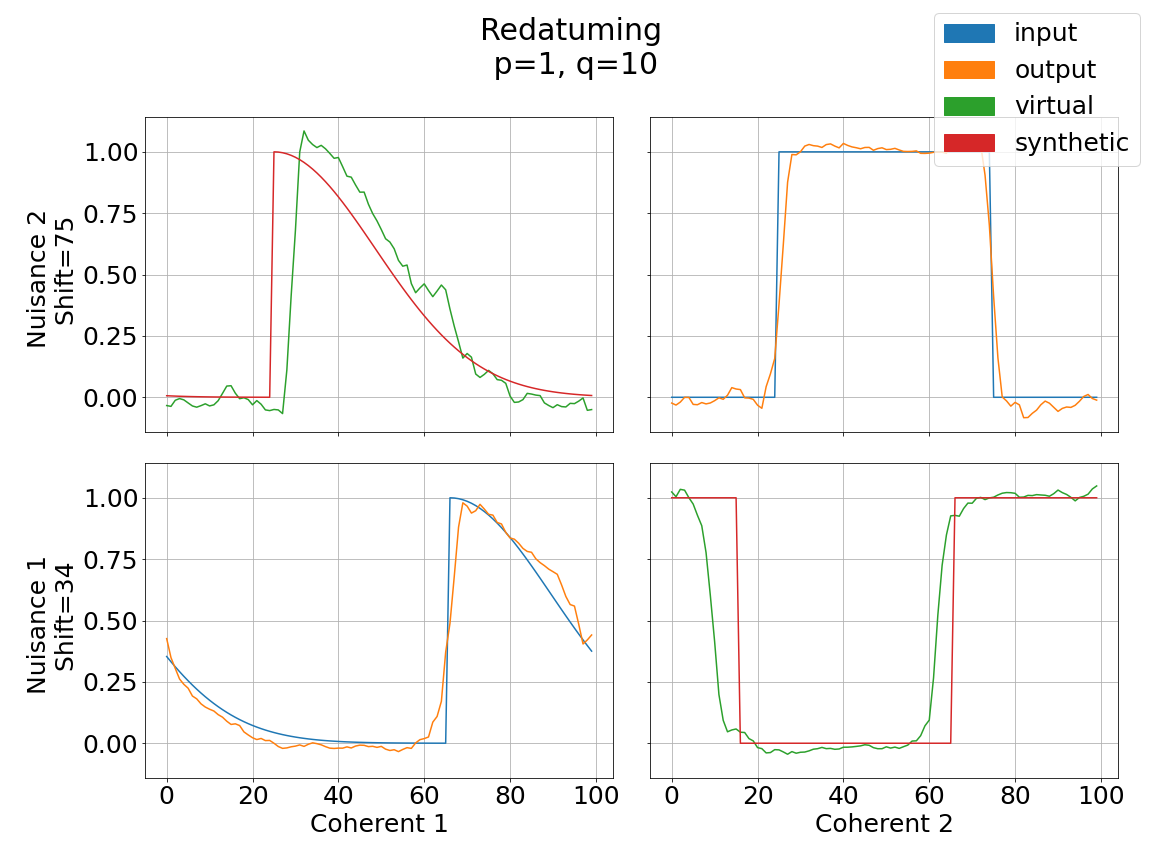 Redatuming
p=1, q=10
input
output
virtual
synthetic
Nuisance 2
Shift=75
1.00
0.75
0.50
0.25
0.00
Nuisance 1
Shift=34
1.00
0.75
0.50
0.25
0.00
0 20 40 60 80 100
Coherent 1
0 20 40 60 80 100
Coherent 2